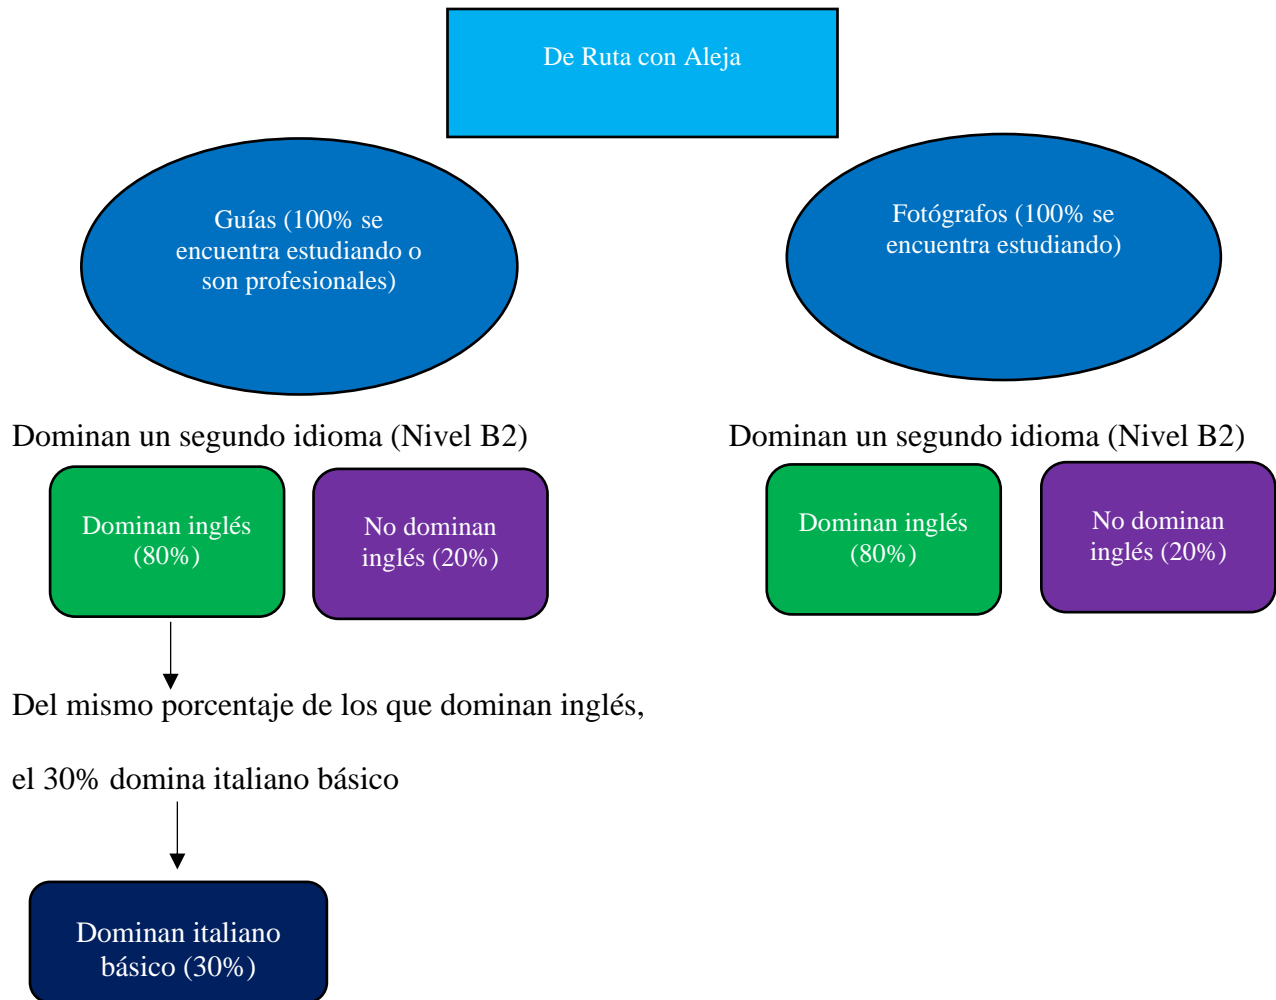 De Ruta con Aleja
Guías (100% se
encuentra estudiando o
son profesionales)
Fotógrafos (100% se
encuentra estudiando)
Dominan un segundo idioma (Nivel B2)
Dominan un segundo idioma (Nivel B2)
Dominan inglés
(80%)
No dominan
inglés (20%)
Dominan inglés
(80%)
No dominan
inglés (20%)
Del mismo porcentaje de los que dominan inglés,
el 30% domina italiano básico
Dominan italiano
básico (30%)